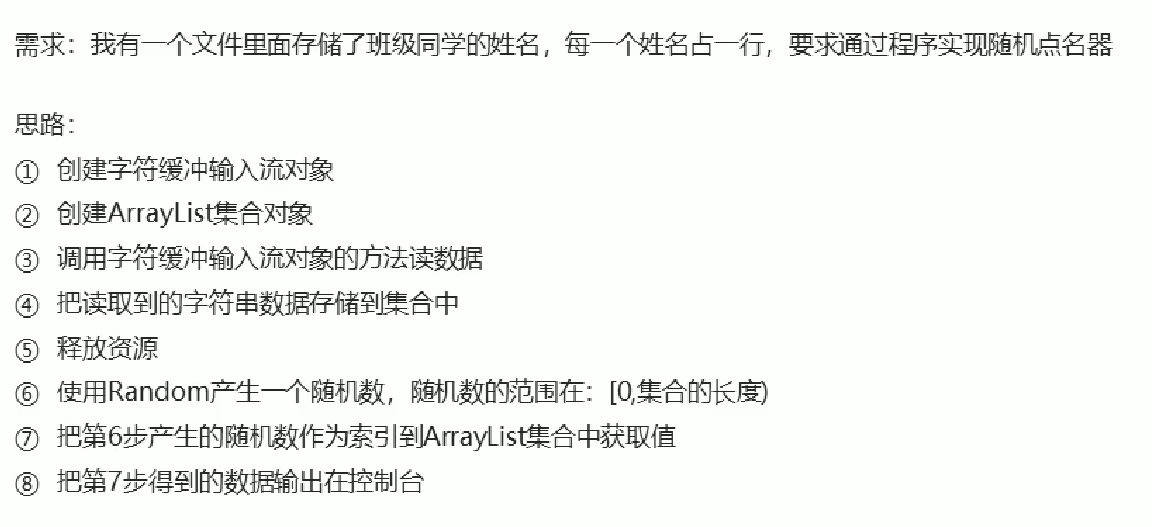 需求：我有一个文件里面存储了班级同学的姓名，每一个姓名占一行，要求通过程序实现随机点名器
思路：
① 创建字符缓冲输入流对象
② 创建ArrayList集合对象
③ 调用字符缓冲输入流对象的方法读数据
④ 把读取到的字符串数据存储到集合中
⑤ 释放资源
⑥ 使用Random产生一个随机数，随机数的范围在：[0,集合的长度)
⑦ 把第6步产生的随机数作为索引到ArrayList集合中获取值
⑧ 把第7步得到的数据输出在控制台